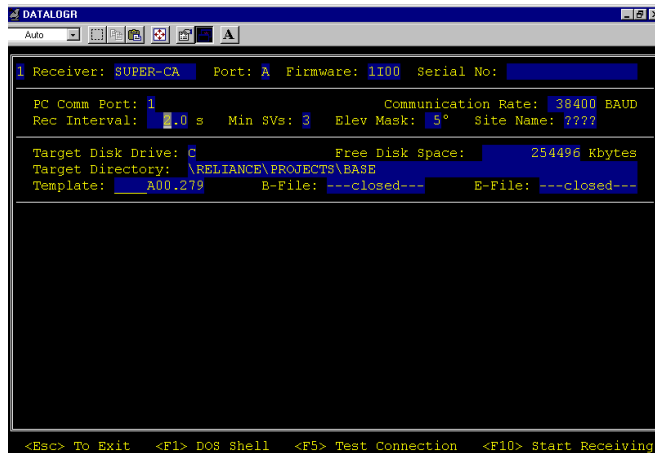 DATALOGR
Auto A
1 Receiver: SUPER-CA Port: A Firmware: 1I00 Serial No:
PC Comm Port: 1 Communication Rate: 38400 BAUD
Rec Interval: 2.0 s Min SVs: 3 Elev Mask: 5° Site Name: ????
Target Disk Drive: C Free Disk Space: 254496 Kbytes
Target Directory: \RELIANCE\PROJECTS\BASE
Template: ____A00.279 B-File: ---closed--- E-File: ---closed---
<Esc> To Exit <F1> DOS Shell <F5> Test Connection <F10> Start Receiving